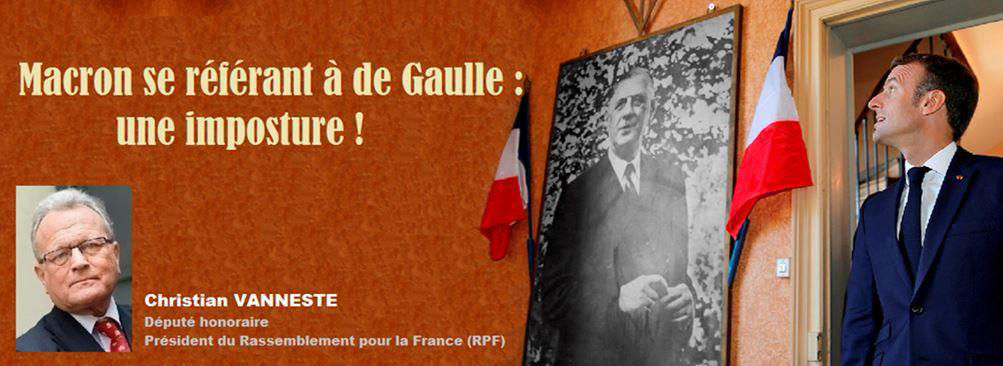 Macron se référant à de Gaulle :
une imposture !
Christian VANNESTE
Député honoraire
Président du Rassemblement pour la France (RPF)